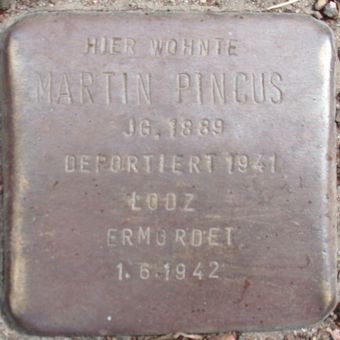 HIER WOHNTE
MARTIN PINCUS
JG. 1889
DEPORTIERT 1941
LODZ
ERMORDET
1.6.1942